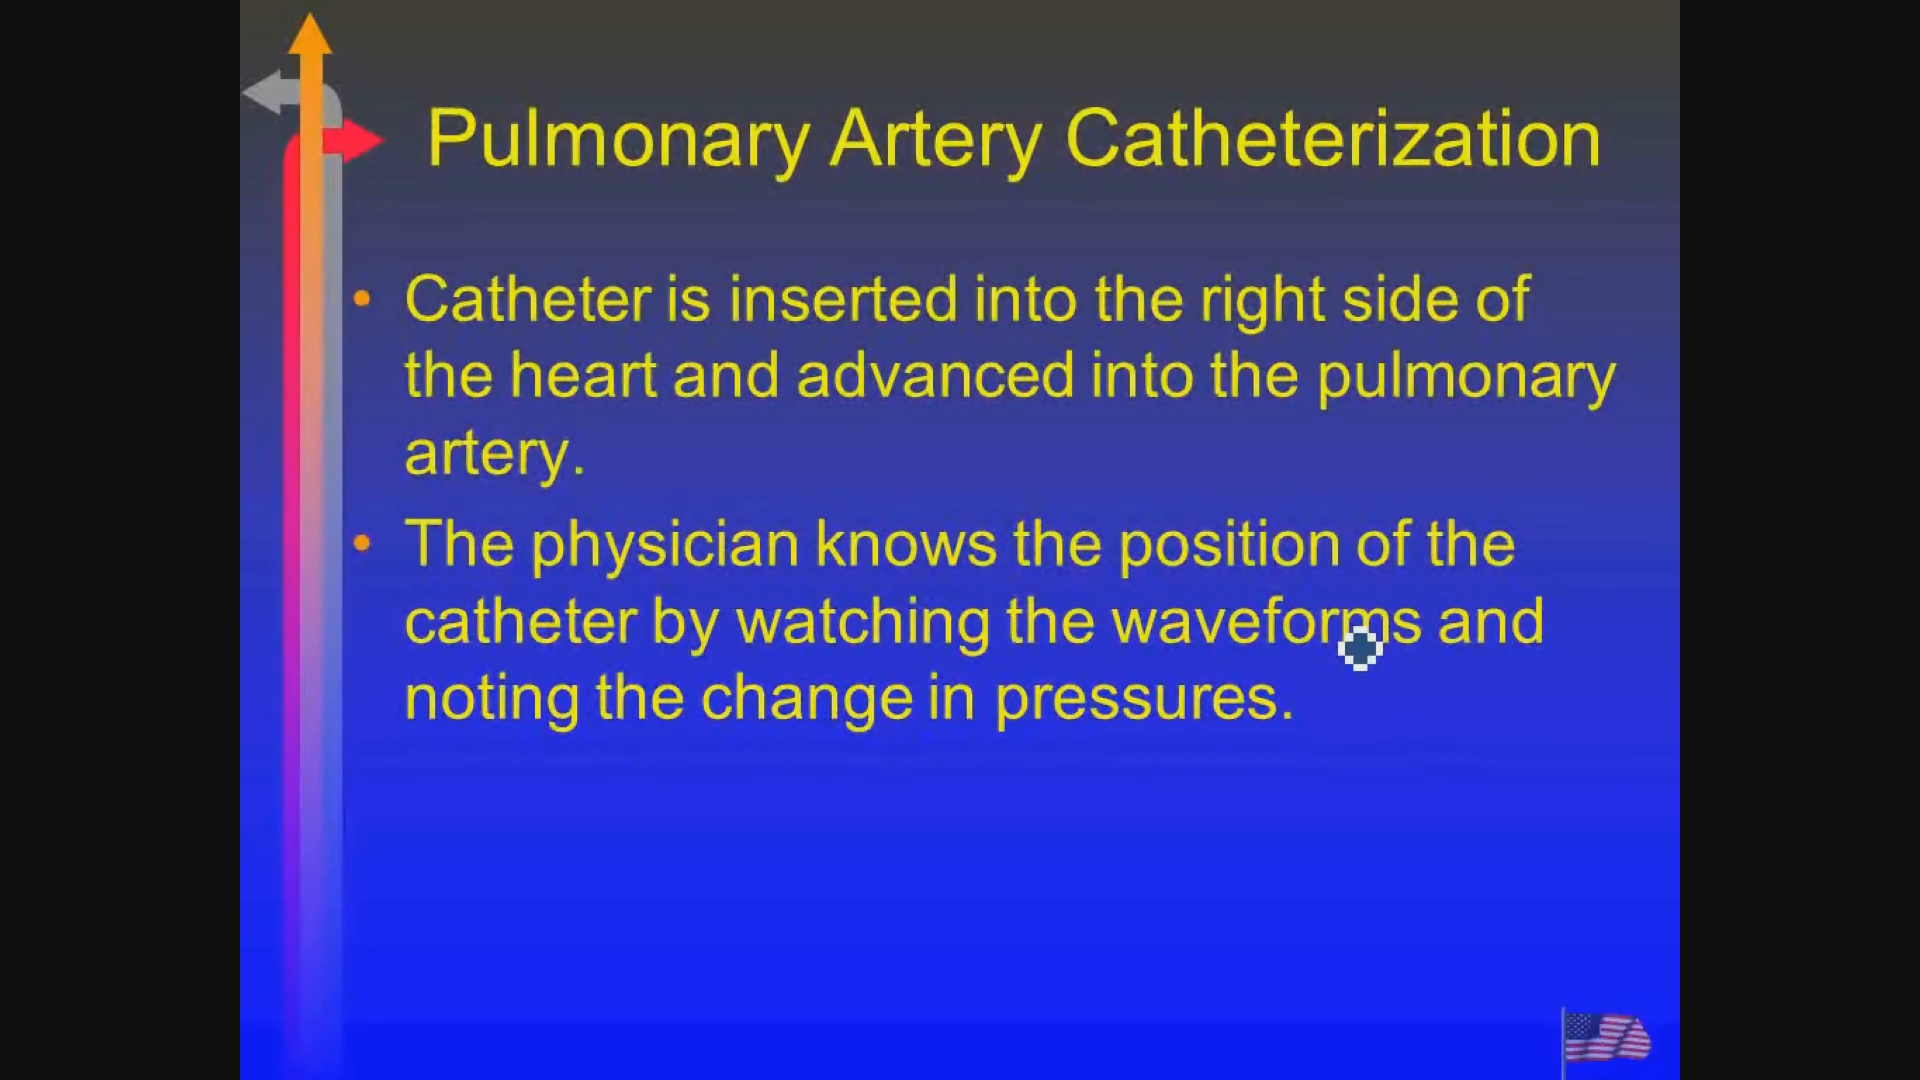 Pulmonary Artery Catheterization
• Catheter is inserted into the right side of
the heart and advanced into the pulmonary
artery.
• The physician knows the position of the
catheter by watching the waveforms and
noting the change in pressures.